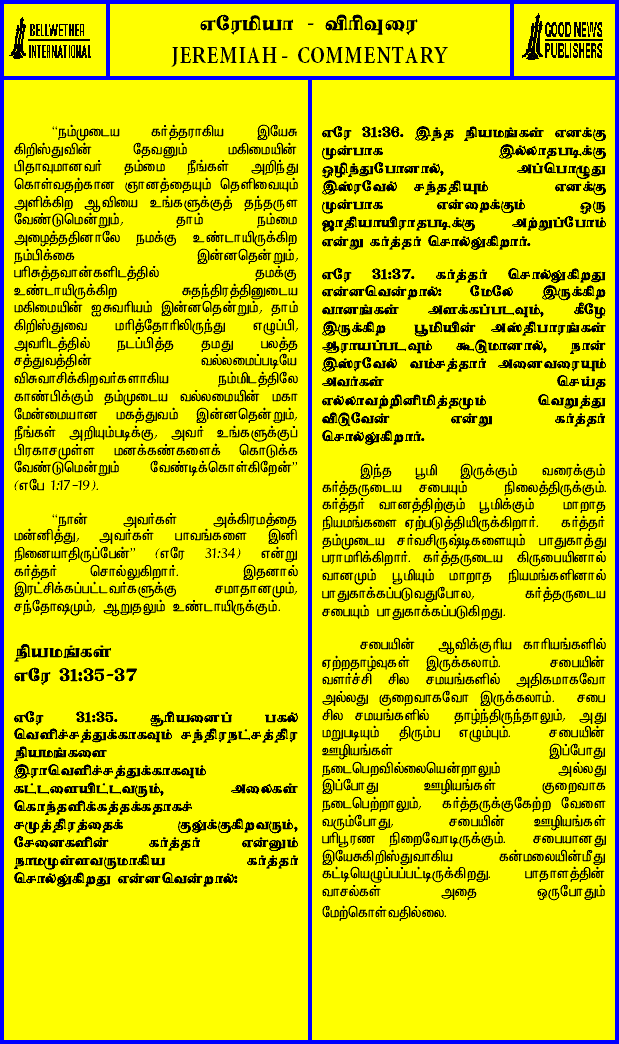 BELLWETHER
INTERNATIONAL
எரேமியா - விரிவுரை
JEREMIAH - COMMENTARY
GOOD NEWS
PUBLISHERS
“நம்முடைய கர்த்தராகிய இயேசு
கிறிஸ்துவின் தேவனும் மகிமையின்
பிதாவுமானவர் தம்மை நீங்கள் அறிந்து
கொள்வதற்கான ஞானத்தையும் தெளிவையும்
அளிக்கிற ஆவியை உங்களுக்குத் தந்தருள
வேண்டுமென்றும், தாம் நம்மை
அழைத்ததினாலே நமக்கு உண்டாயிருக்கிற
நம்பிக்கை இன்னதென்றும்,
பரிசுத்தவான்களிடத்தில் தமக்கு
உண்டாயிருக்கிற சுதந்திரத்தினுடைய
மகிமையின் ஐசுவரியம் இன்னதென்றும், தாம்
கிறிஸ்துவை மரித்தோரிலிருந்து எழுப்பி,
அவரிடத்தில் நடப்பித்த தமது பலத்த
சத்துவத்தின் வல்லமைப்படியே
விசுவாசிக்கிறவர்களாகிய நம்மிடத்திலே
காண்பிக்கும் தம்முடைய வல்லமையின் மகா
மேன்மையான மகத்துவம் இன்னதென்றும்,
நீங்கள் அறியும்படிக்கு, அவர் உங்களுக்குப்
பிரகாசமுள்ள மனக்கண்களைக் கொடுக்க
வேண்டுமென்றும் வேண்டிக்கொள்கிறேன்”
(எபே 1:17-19).
“நான் அவர்கள் அக்கிரமத்தை
மன்னித்து, அவர்கள் பாவங்களை இனி
நினையாதிருப்பேன்” (எரே 31:34) என்று
கர்த்தர் சொல்லுகிறார். இதனால்
இரட்சிக்கப்பட்டவர்களுக்கு சமாதானமும்,
சந்தோஷமும், ஆறுதலும் உண்டாயிருக்கும்.
நியமங்கள்
எரே 31:35-37
எரே 31:35. சூரியனைப் பகல்
வெளிச்சத்துக்காகவும் சந்திரநட்சத்திர
நியமங்களை
இராவெளிச்சத்துக்காகவும்
கட்டளையிட்டவரும், அலைகள்
கொந்தளிக்கத்தக்கதாகச்
சமுத்திரத்தைக் குலுக்குகிறவரும்,
சேனைகளின் கர்த்தர் என்னும்
நாமமுள்ளவருமாகிய கர்த்தர்
சொல்லுகிறது என்னவென்றால்:
எரே 31:36. இந்த நியமங்கள் எனக்கு
முன்பாக இல்லாதபடிக்கு
ஒழிந்துபோனால், அப்பொழுது
இஸ்ரவேல் சந்ததியும் எனக்கு
முன்பாக என்றைக்கும் ஒரு
ஜாதியாயிராதபடிக்கு அற்றுப்போம்
என்று கர்த்தர் சொல்லுகிறார்.
எரே 31:37. கர்த்தர் சொல்லுகிறது
என்னவென்றால்: மேலே இருக்கிற
வானங்கள் அளக்கப்படவும், கீழே
இருக்கிற பூமியின் அஸ்திபாரங்கள்
ஆராயப்படவும் கூடுமானால், நான்
இஸ்ரவேல் வம்சத்தார் அனைவரையும்
அவர்கள் செய்த
எல்லாவற்றினிமித்தமும் வெறுத்து
விடுவேன் என்று கர்த்தர்
சொல்லுகிறார்.
இந்த பூமி இருக்கும் வரைக்கும்
கர்த்தருடைய சபையும் நிலைத்திருக்கும்.
கர்த்தர் வானத்திற்கும் பூமிக்கும் மாறாத
நியமங்களை ஏற்படுத்தியிருக்கிறார். கர்த்தர்
தம்முடைய சர்வசிருஷ்டிகளையும் பாதுகாத்து
பராமரிக்கிறார். கர்த்தருடைய கிருபையினால்
வானமும் பூமியும் மாறாத நியமங்களினால்
பாதுகாக்கப்படுவதுபோல, கர்த்தருடைய
சபையும் பாதுகாக்கப்படுகிறது.
சபையின் ஆவிக்குரிய காரியங்களில்
ஏற்றதாழ்வுகள் இருக்கலாம். சபையின்
வளர்ச்சி சில சமயங்களில் அதிகமாகவோ
அல்லது குறைவாகவோ இருக்கலாம். சபை
சில சமயங்களில் தாழ்ந்திருந்தாலும், அது
மறுபடியும் திரும்ப எழும்பும். சபையின்
ஊழியங்கள் இப்போது
நடைபெறவில்லையென்றாலும் அல்லது
இப்போது ஊழியங்கள் குறைவாக
நடைபெற்றாலும், கர்த்தருக்குகேற்ற வேளை
வரும்போது, சபையின் ஊழியங்கள்
பரிபூரண நிறைவோடிருக்கும். சபையானது
இயேசுகிறிஸ்துவாகிய கன்மலையின்மீது
கட்டியெழுப்பப்பட்டிருக்கிறது. பாதாளத்தின்
வாசல்கள் அதை ஒருபோதும்
மேற்கொள்வதில்லை.